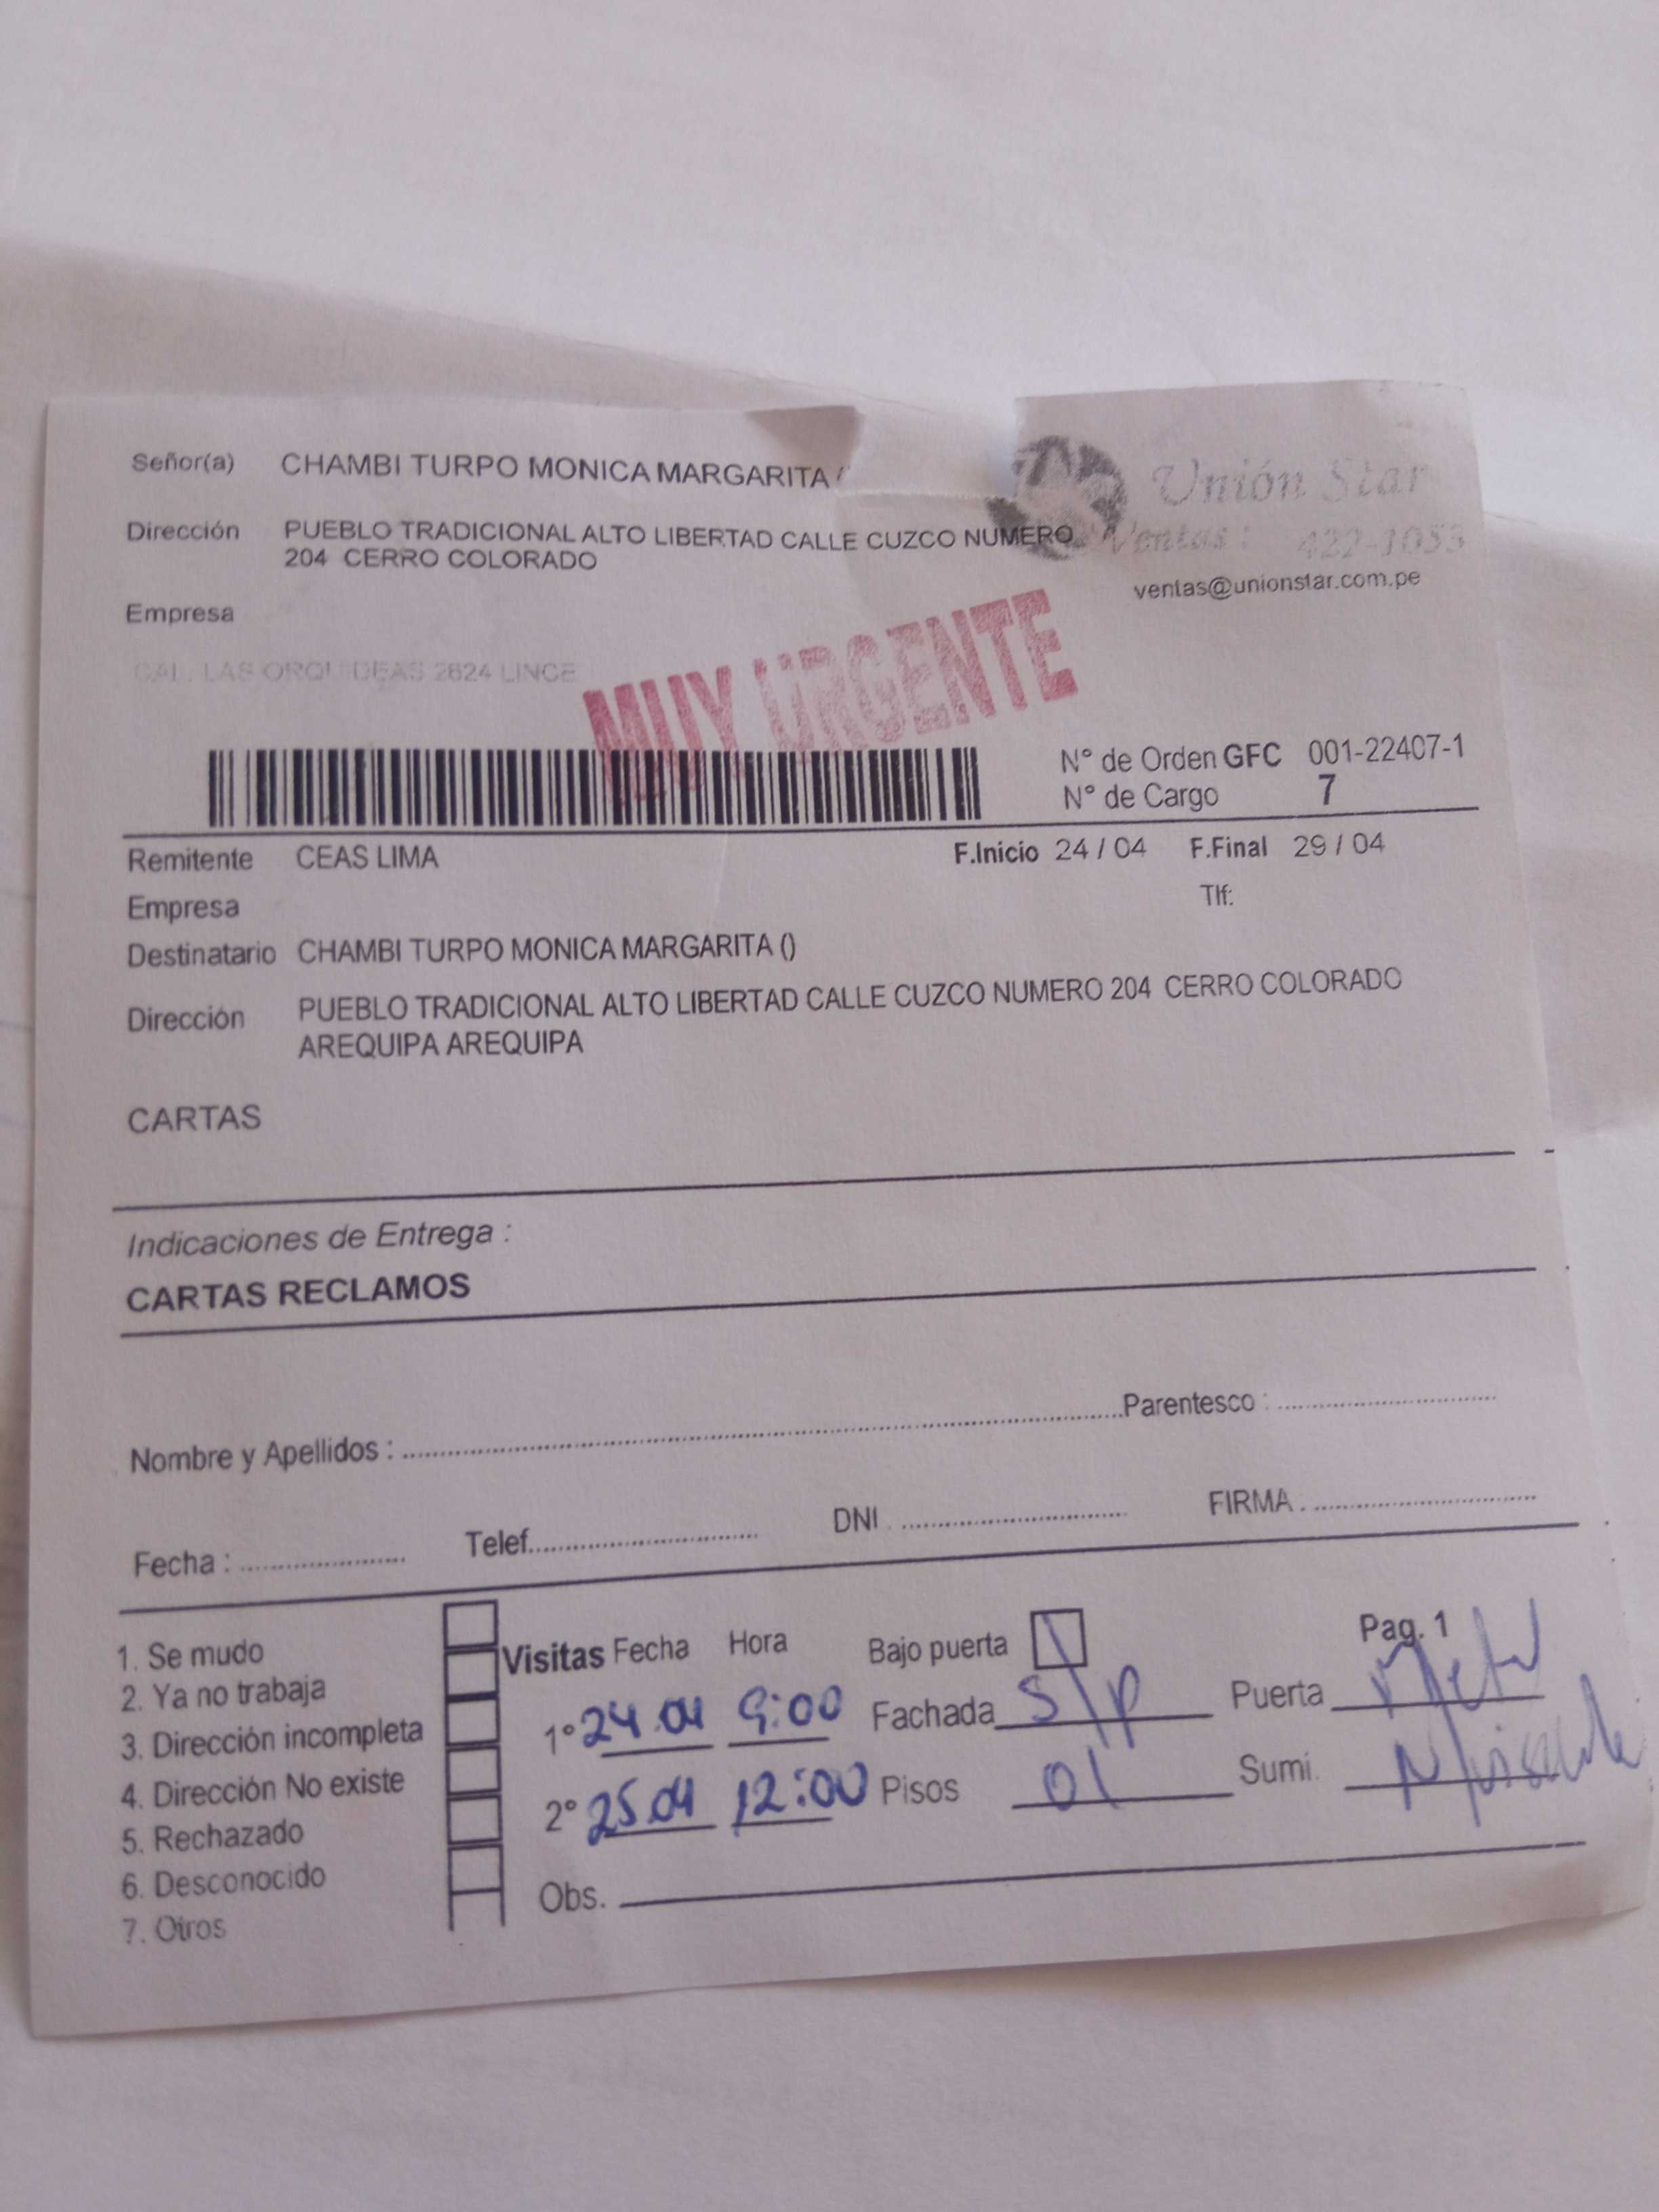 Señor(a) CHAMBI TURPO MONICA MARGARITA (
Unión Star
Dirección PUEBLO TRADICIONAL ALTO LIBERTAD CALLE CUZCO NUMERO
204 CERRO COLORADO
Ventas : 422-1053
ventas@unionstar.com.pe
Empresa
CAL. LAS ORQUIDEAS 2624 LINCE
MUY URGENTE
N° de Orden GFC 001-22407-1
N° de Cargo 7
Remitente CEAS LIMA F.Inicio 24 / 04 F.Final 29 / 04
Empresa Tlf:
Destinatario CHAMBI TURPO MONICA MARGARITA ()
Dirección PUEBLO TRADICIONAL ALTO LIBERTAD CALLE CUZCO NUMERO 204 CERRO COLORADO
AREQUIPA AREQUIPA
CARTAS
Indicaciones de Entrega :
CARTAS RECLAMOS
Nombre y Apellidos : Parentesco :
Fecha : Telef. DNI . FIRMA .
Pag. 1
1. Se mudo
2. Ya no trabaja
3. Dirección incompleta
4. Dirección No existe
5. Rechazado
6. Desconocido
7. Otros
Visitas Fecha Hora Bajo puerta
1° 24.04 9:00 Fachada S/P Puerta
2° 25.04 12:00 Pisos 01 Sumi.
Obs.